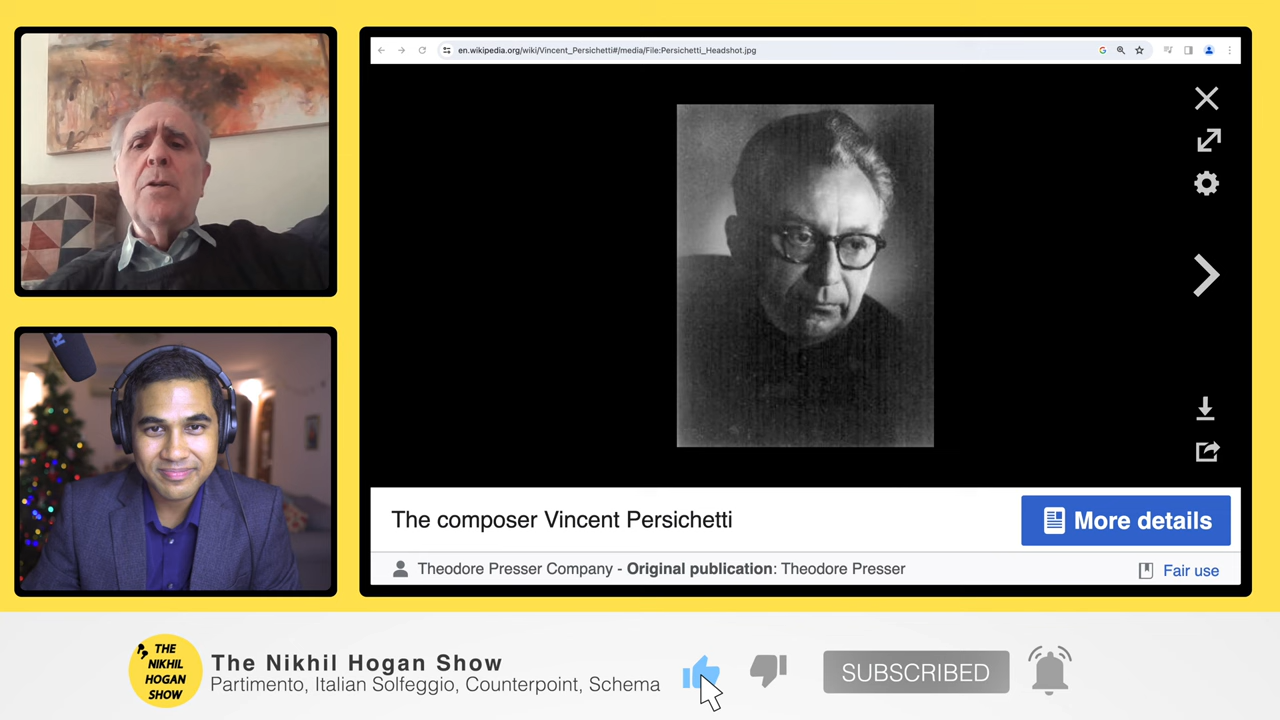 en.wikipedia.org/wiki/Vincent_Persichetti#/media/File:Persichetti_Headshot.jpg
The composer Vincent Persichetti
More details
Theodore Presser Company - Original publication: Theodore Presser
Fair use
THE
NIKHIL
HOGAN
SHOW
The Nikhil Hogan Show
Partimento, Italian Solfeggio, Counterpoint, Schema
SUBSCRIBED